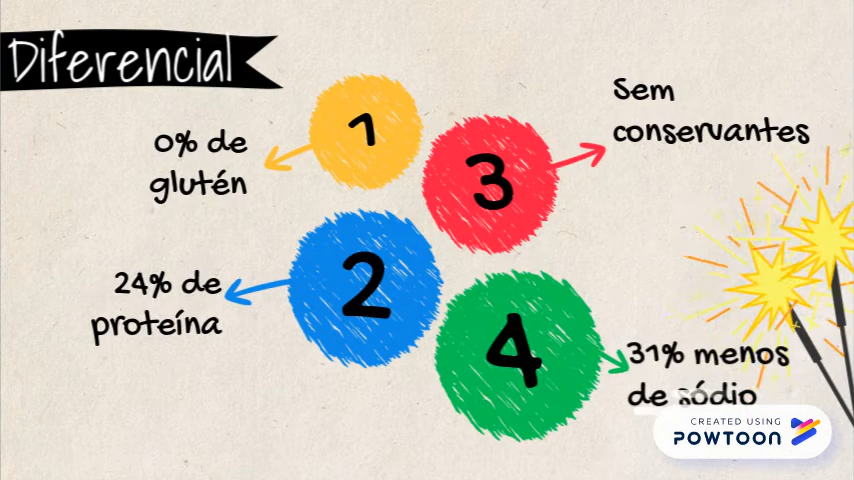 Diferencial
1
0% de
glutén
2
24% de
proteína
3
Sem
conservantes
4
31% menos
de sódio
CREATED USING
POWTOON